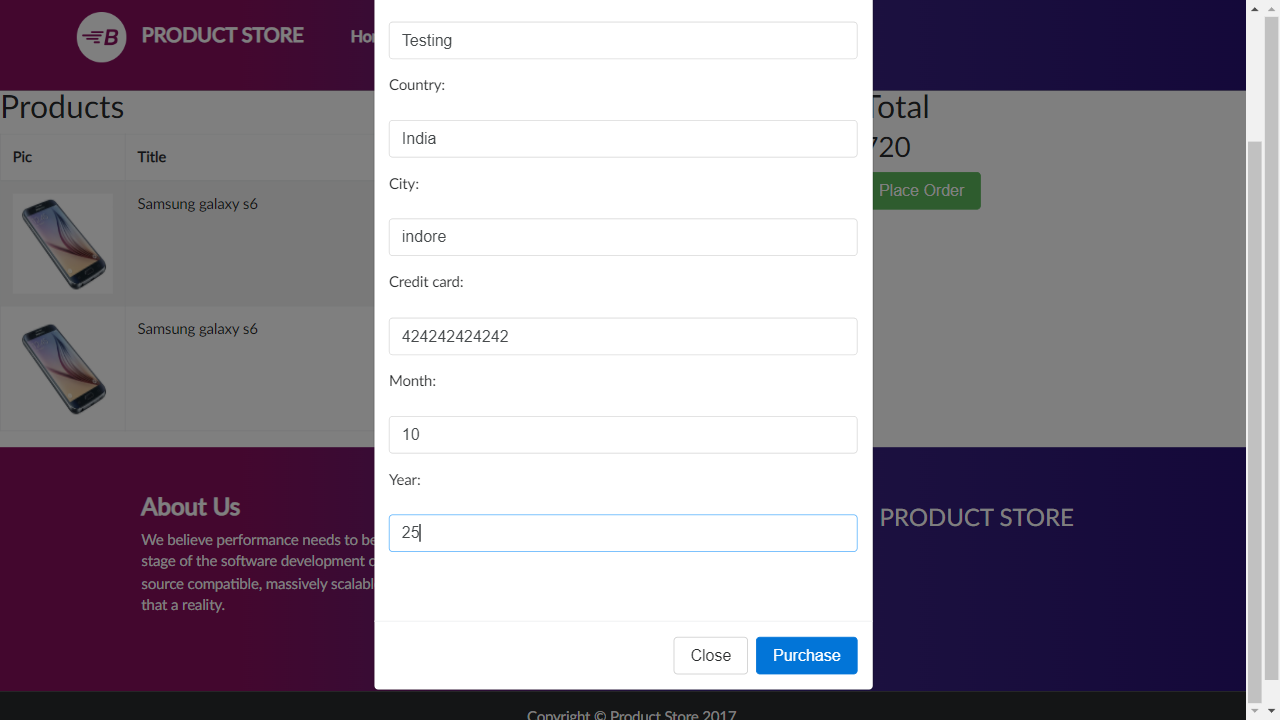 PRODUCT STORE
Testing
Country:
Products
Total
India
720
Pic
Title
City:
Place Order
Samsung galaxy s6
indore
Credit card:
Samsung galaxy s6
424242424242
Month:
10
Year:
About Us
PRODUCT STORE
25
We believe performance needs to be
stage of the software development
source compatible, massively scalabl
that a reality.
Close
Purchase
Copyright © Product Store 2017